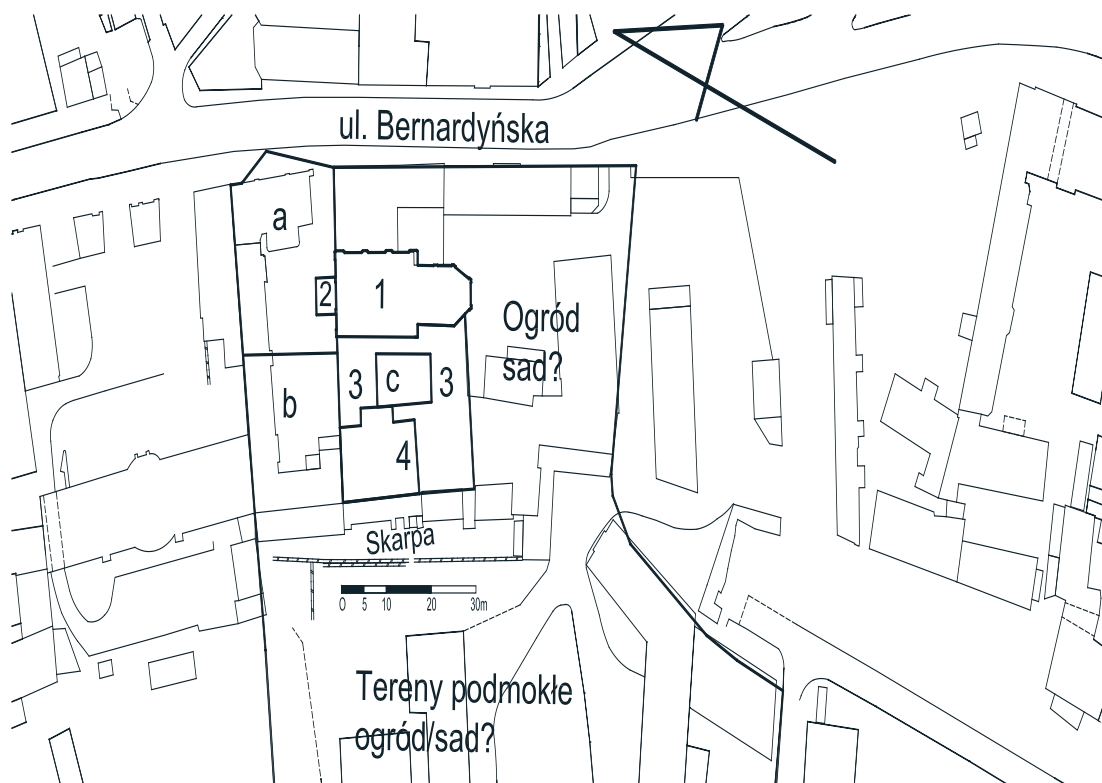 ul. Bernardyńska
a
2
1
Ogród
sad?
b
3
c
3
4
Skarpa
0 5 10 20 30m
Tereny podmokłe
ogród/sad?